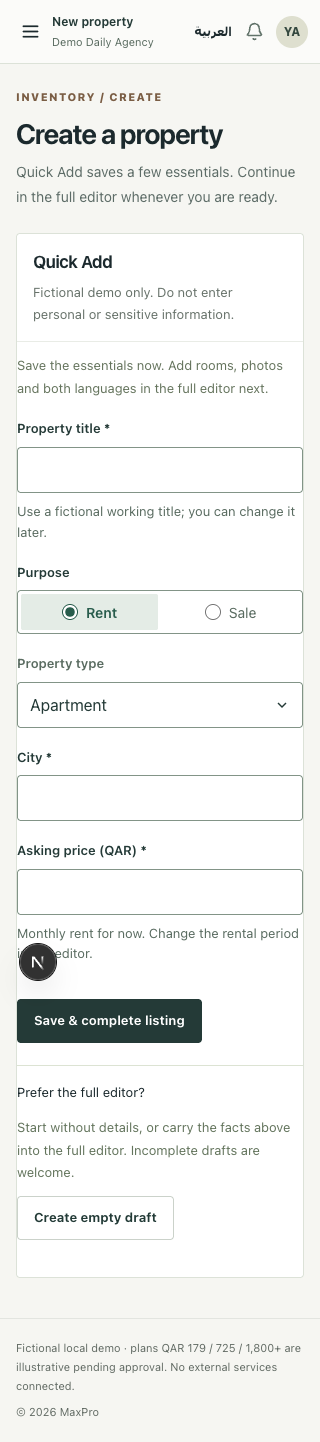 New property
Demo Daily Agency
العربية
YA
INVENTORY / CREATE
Create a property
Quick Add saves a few essentials. Continue
in the full editor whenever you are ready.
Quick Add
Fictional demo only. Do not enter
personal or sensitive information.
Save the essentials now. Add rooms, photos
and both languages in the full editor next.
Property title *
Use a fictional working title; you can change it
later.
Purpose
Rent
Sale
Property type
Apartment
City *
Asking price (QAR) *
Monthly rent for now. Change the rental period
editor.
N
Save & complete listing
Prefer the full editor?
Start without details, or carry the facts above
into the full editor. Incomplete drafts are
welcome.
Create empty draft
Fictional local demo · plans QAR 179 / 725 / 1,800+ are
illustrative pending approval. No external services
connected.
© 2026 MaxPro